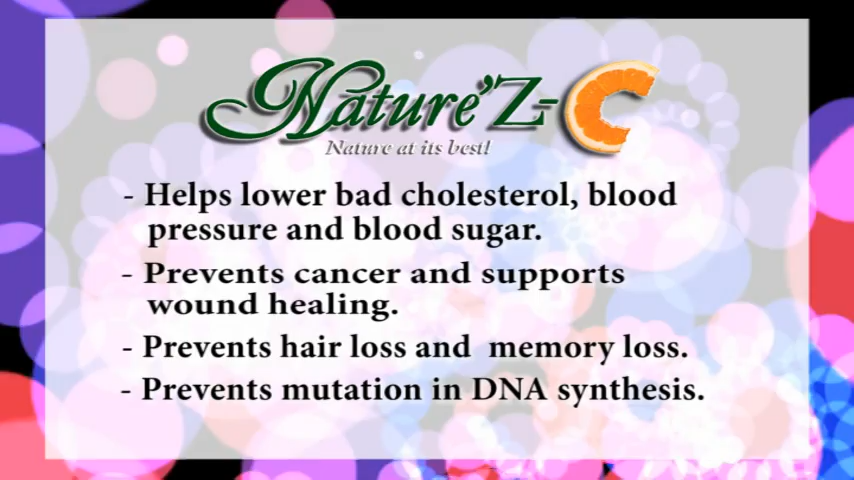 Nature'Z-C
Nature at its best!
- Helps lower bad cholesterol, blood
pressure and blood sugar.
- Prevents cancer and supports
wound healing.
- Prevents hair loss and memory loss.
- Prevents mutation in DNA synthesis.